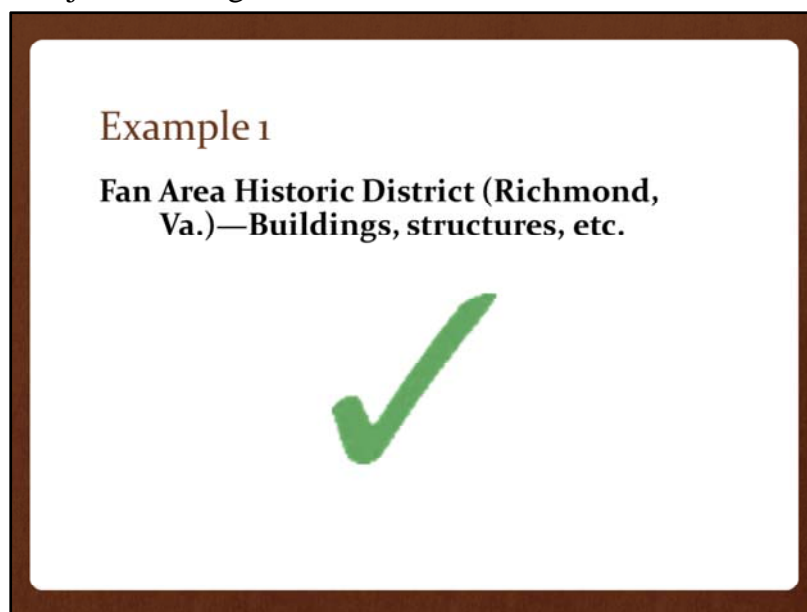 Example 1
Fan Area Historic District (Richmond,
Va.)—Buildings, structures, etc.